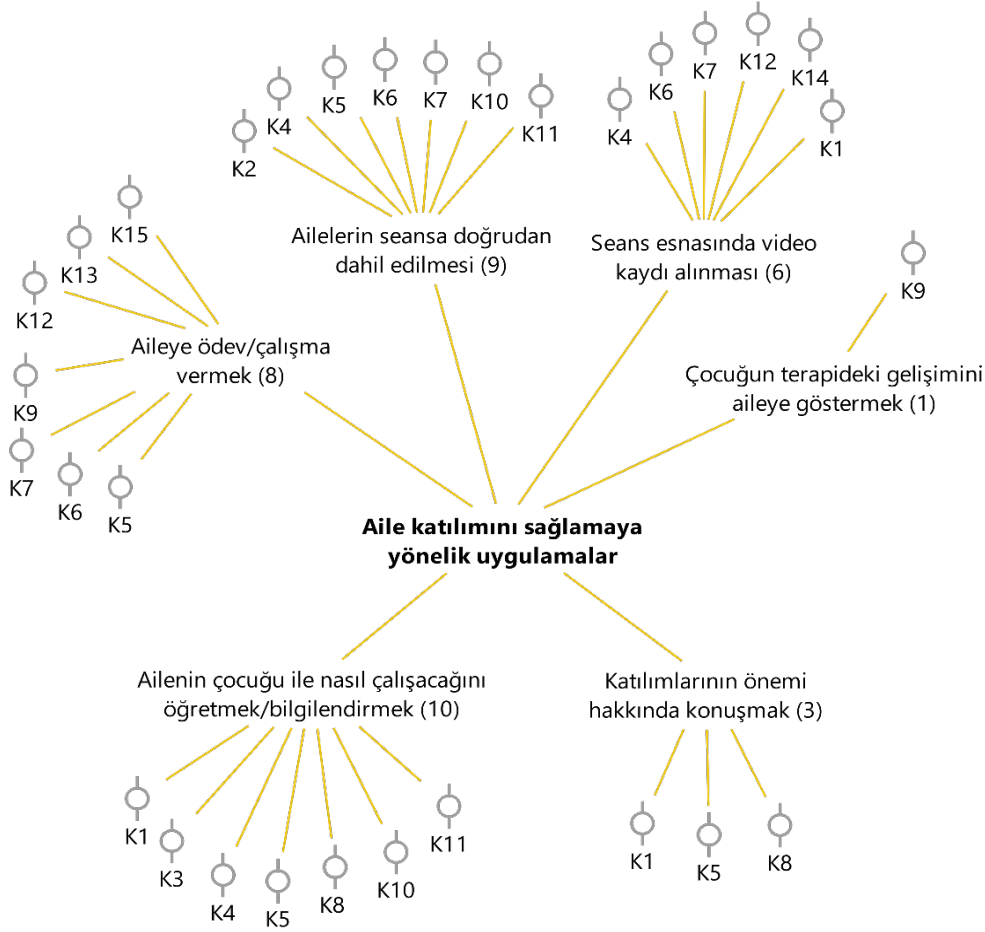 K2
K4
K5
K6
K7
K10
K11
Ailelerin seansa doğrudan
dahil edilmesi (9)
K4
K6
K7
K12
K14
K1
Seans esnasında video
kaydı alınması (6)
K9
Çocuğun terapideki gelişimini
aileye göstermek (1)
K15
K13
K12
K9
K7
K6
K5
Aileye ödev/çalışma
vermek (8)
Aile katılımını sağlamaya
yönelik uygulamalar
Ailenin çocuğu ile nasıl çalışacağını
öğretmek/bilgilendirmek (10)
K1
K3
K4
K5
K8
K10
K11
Katılımlarının önemi
hakkında konuşmak (3)
K1
K5
K8